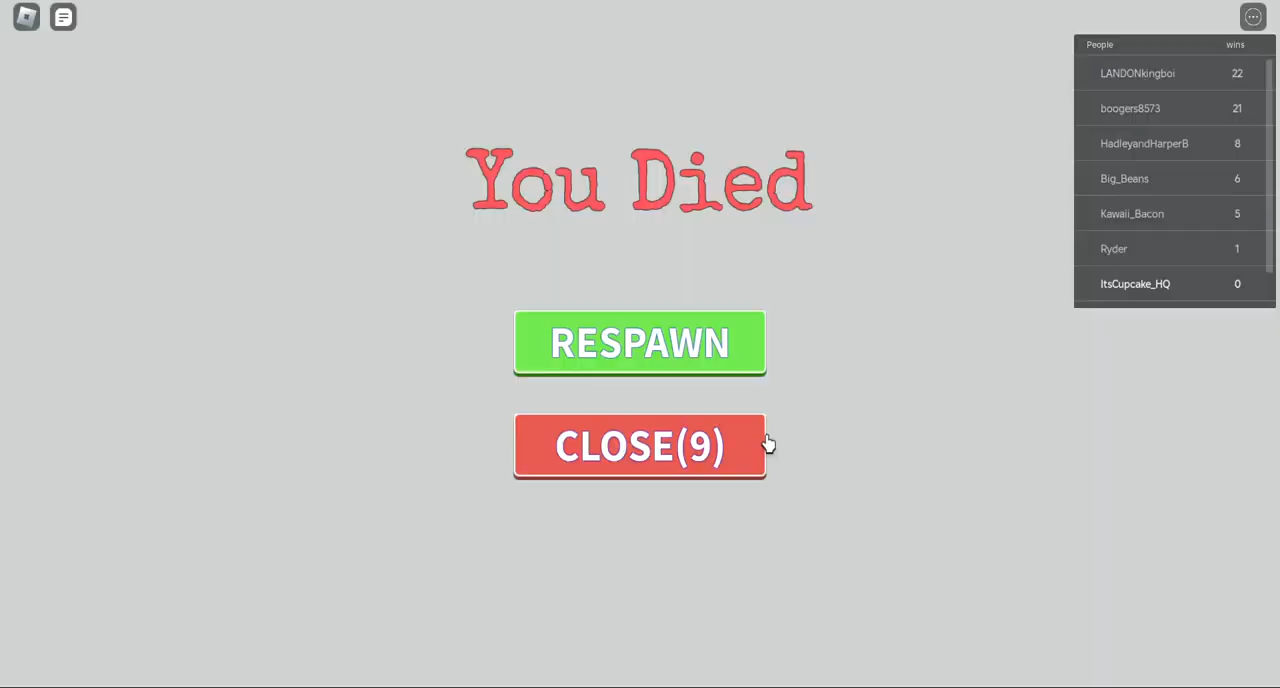 People wins
LANDONkingboi 22
boogers8573 21
HadleyandHarperB 8
Big_Beans 6
Kawaii_Bacon 5
Ryder 1
ItsCupcake_HQ 0
You Died
RESPAWN
CLOSE(9)